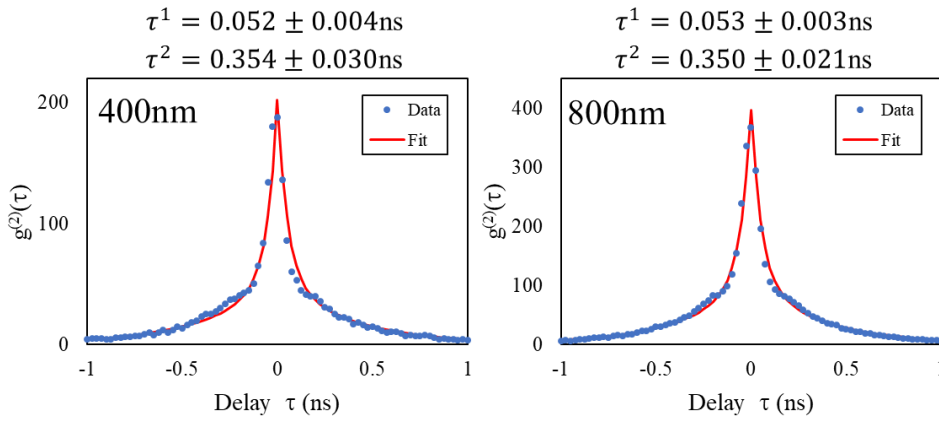 τ¹ = 0.052 ± 0.004ns
τ² = 0.354 ± 0.030ns
400nm
Data
Fit
200
100
0
g⁽²⁾(τ)
-1
-0.5
0
0.5
1
Delay τ (ns)
τ¹ = 0.053 ± 0.003ns
τ² = 0.350 ± 0.021ns
800nm
Data
Fit
400
300
200
100
0
g⁽²⁾(τ)
-1
-0.5
0
0.5
1
Delay τ (ns)